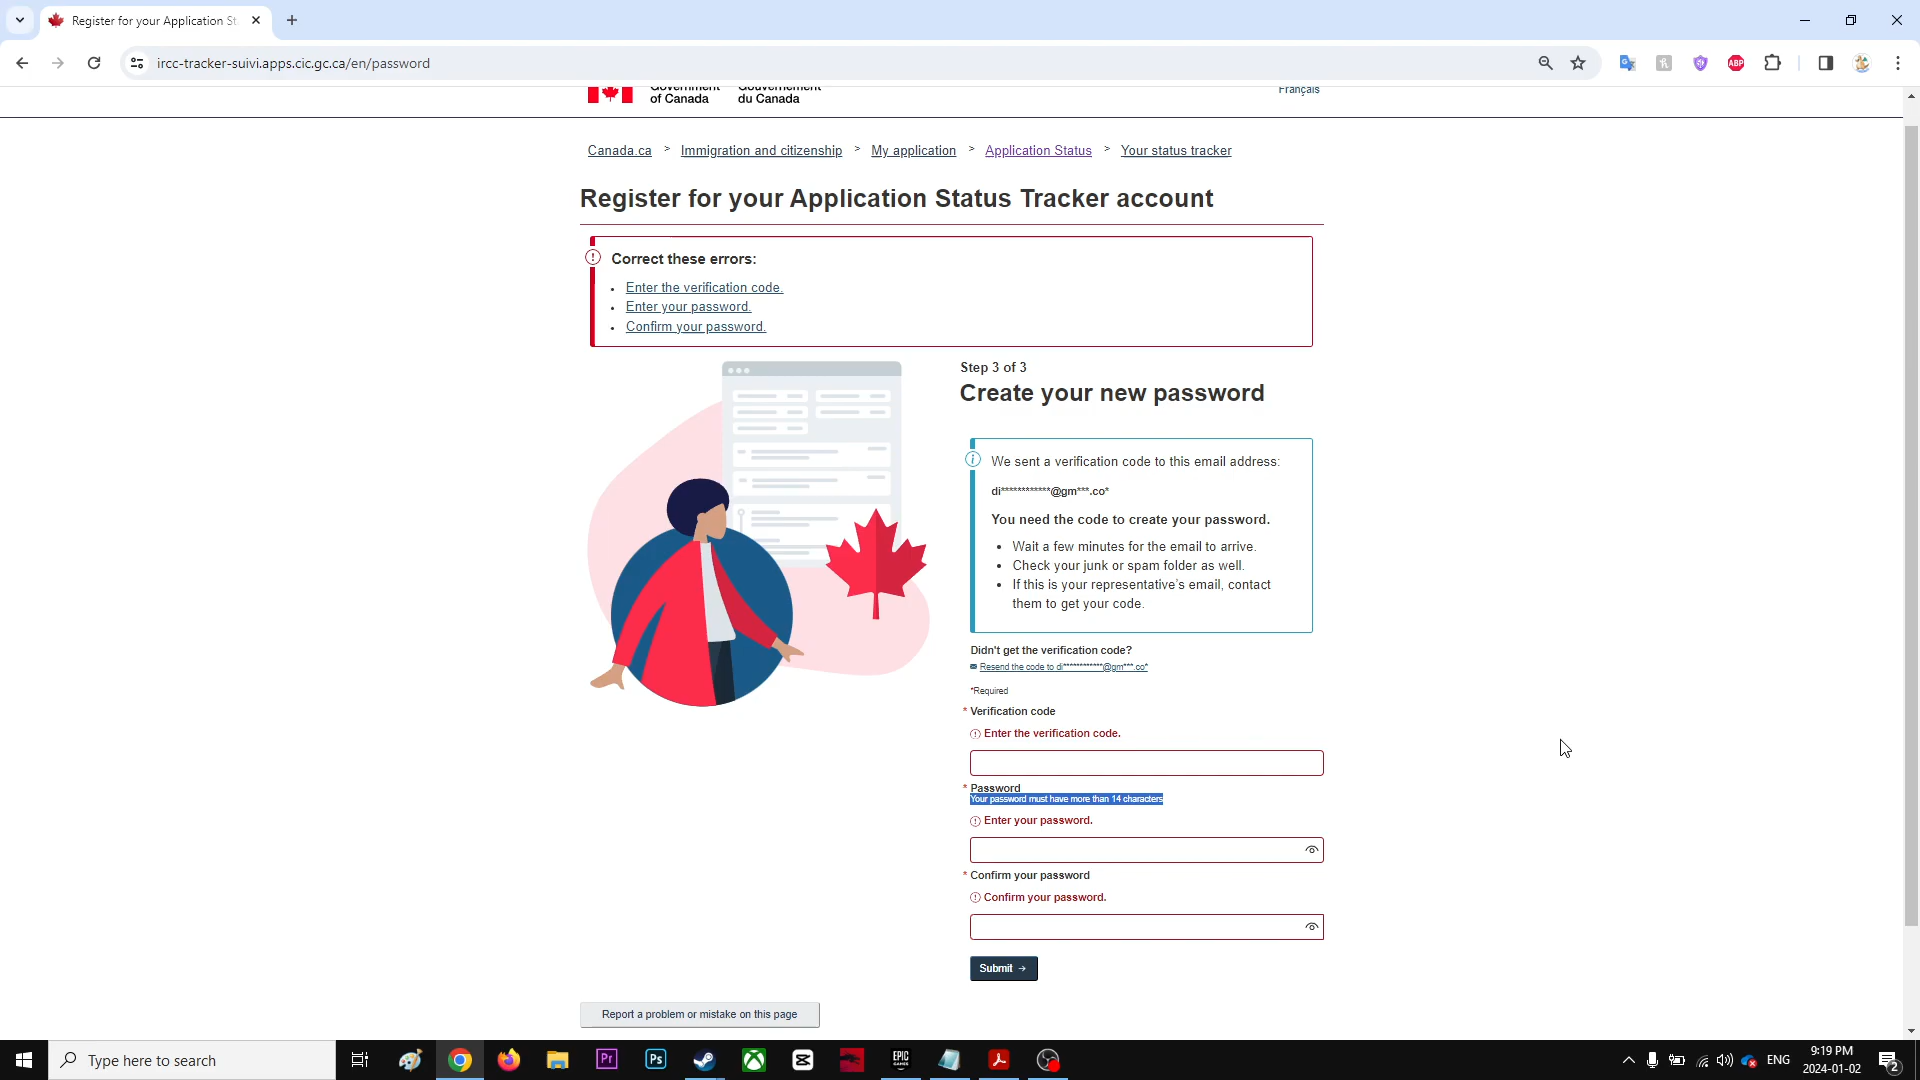 Register for your Application St
ircc-tracker-suivi.apps.cic.gc.ca/en/password
Government Gouvernement
of Canada du Canada
Français
Canada.ca > Immigration and citizenship > My application > Application Status > Your status tracker
Register for your Application Status Tracker account
Correct these errors:
• Enter the verification code.
• Enter your password.
• Confirm your password.
Step 3 of 3
Create your new password
We sent a verification code to this email address:
di************@gm***.co*
You need the code to create your password.
• Wait a few minutes for the email to arrive.
• Check your junk or spam folder as well.
• If this is your representative's email, contact
them to get your code.
Didn't get the verification code?
Resend the code to di************@gm***.co*
*Required
* Verification code
Enter the verification code.
* Password
Your password must have more than 14 characters
Enter your password.
* Confirm your password
Confirm your password.
Submit →
Report a problem or mistake on this page
Type here to search
Pr
Ps
EPIC
GAMES
ENG
9:19 PM
2024-01-02
2
ABP